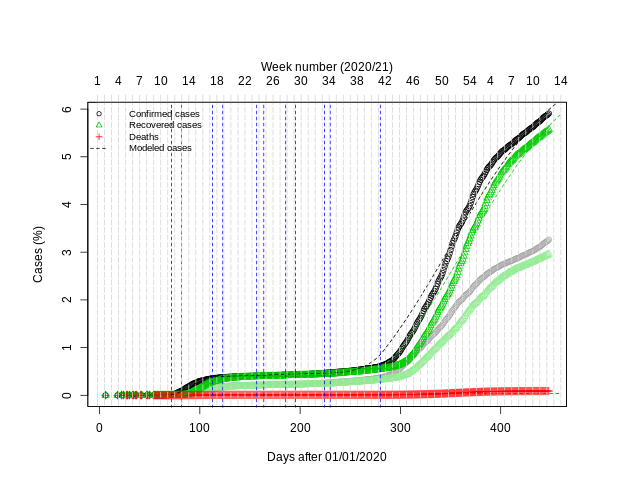 Week number (2020/21)
1 4 7 10 14 18 22 26 30 34 38 42 46 50 54 4 7 10 14
Confirmed cases
Recovered cases
Deaths
Modeled cases
Cases (%)
6
5
4
3
2
1
0
0 100 200 300 400
Days after 01/01/2020